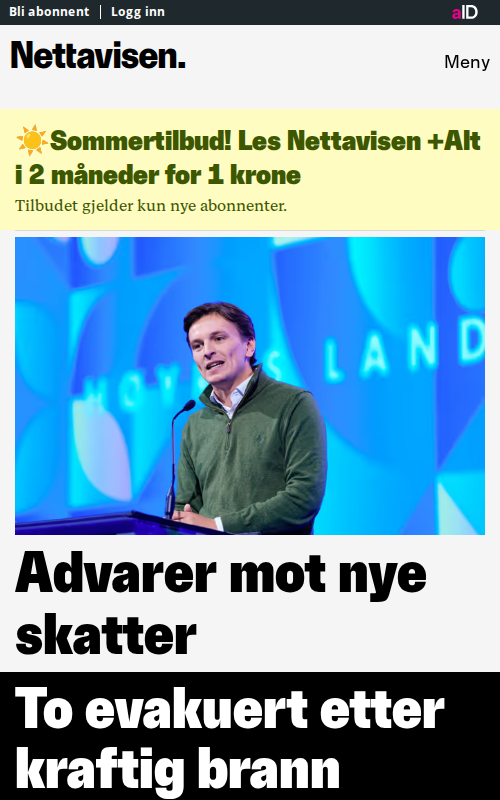 Bli abonnent
Logg inn
aID
Nettavisen.
Meny
☀️Sommertilbud! Les Nettavisen +Alt
i 2 måneder for 1 krone
Tilbudet gjelder kun nye abonnenter.
HØYRES LAND
Advarer mot nye
skatter
To evakuert etter
kraftig brann